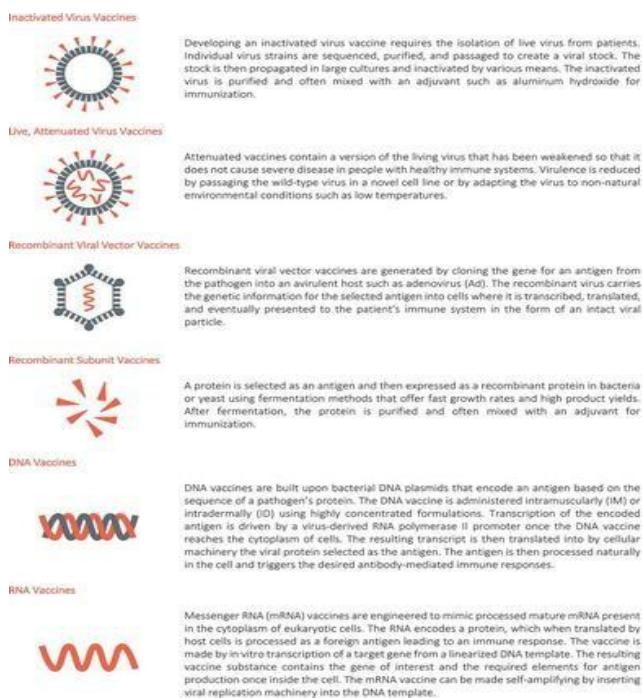 Inactivated Virus Vaccines
Developing an inactivated virus vaccine requires the isolation of live virus from patients.
Individual virus strains are sequenced, purified, and passaged to create a viral stock. The
stock is then propagated in large cultures and inactivated by various means. The inactivated
virus is purified and often mixed with an adjuvant such as aluminum hydroxide for
immunization.
Live, Attenuated Virus Vaccines
Attenuated vaccines contain a version of the living virus that has been weakened so that it
does not cause severe disease in people with healthy immune systems. Virulence is reduced
by passaging the wild-type virus in a novel cell line or by adapting the virus to non-natural
environmental conditions such as low temperatures.
Recombinant Viral Vector Vaccines
Recombinant viral vector vaccines are generated by cloning the gene for an antigen from
the pathogen into an avirulent host such as adenovirus (Ad). The recombinant virus carries
the genetic information for the selected antigen into cells where it is transcribed, translated,
and eventually presented to the patient's immune system in the form of an intact viral
particle.
Recombinant Subunit Vaccines
A protein is selected as an antigen and then expressed as a recombinant protein in bacteria
or yeast using fermentation methods that offer fast growth rates and high product yields.
After fermentation, the protein is purified and often mixed with an adjuvant for
immunization.
DNA Vaccines
DNA vaccines are built upon bacterial DNA plasmids that encode an antigen based on the
sequence of a pathogen's protein. The DNA vaccine is administered intramuscularly (IM) or
intradermally (ID) using highly concentrated formulations. Transcription of the encoded
antigen is driven by a virus-derived RNA polymerase II promoter once the DNA vaccine
reaches the cytoplasm of cells. The resulting transcript is then translated into by cellular
machinery the viral protein selected as the antigen. The antigen is then processed naturally
in the cell and triggers the desired antibody-mediated immune responses.
RNA Vaccines
Messenger RNA (mRNA) vaccines are engineered to mimic processed mature mRNA present
in the cytoplasm of eukaryotic cells. The RNA encodes a protein, which when translated by
host cells is processed as a foreign antigen leading to an immune response. The vaccine is
made by in vitro transcription of a target gene from a linearized DNA template. The resulting
vaccine substance contains the gene of interest and the required elements for antigen
production once inside the cell. The mRNA vaccine can be made self-amplifying by inserting
viral replication machinery into the DNA template.